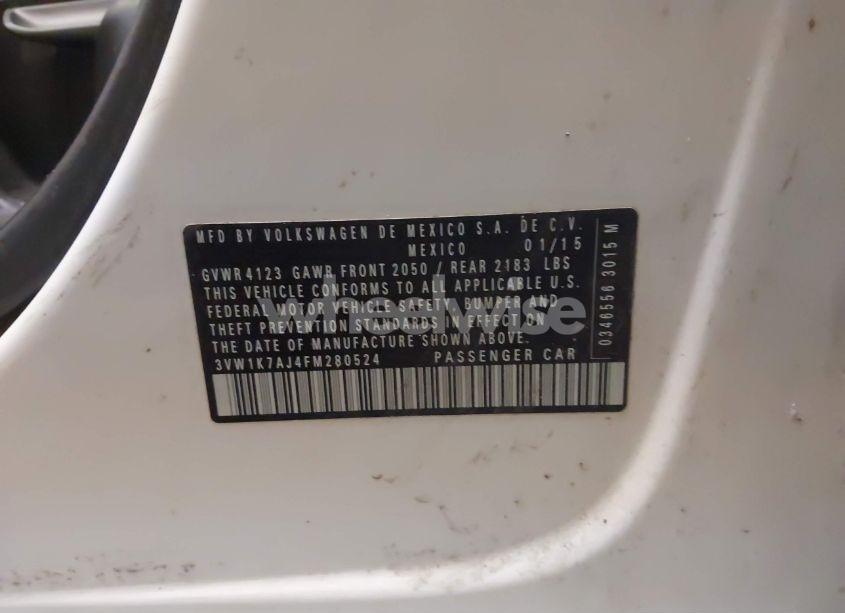 MFD BY VOLKSWAGEN DE MEXICO S.A. DE C.V.
MEXICO 01/15
GVWR 4123 GAWR FRONT 2050 / REAR 2183 LBS
THIS VEHICLE CONFORMS TO ALL APPLICABLE U.S.
FEDERAL MOTOR VEHICLE SAFETY, BUMPER AND
THEFT PREVENTION STANDARDS IN EFFECT ON
THE DATE OF MANUFACTURE SHOWN ABOVE.
3VW1K7AJ4FM280524 PASSENGER CAR
0346556 3015 M
wheelwise